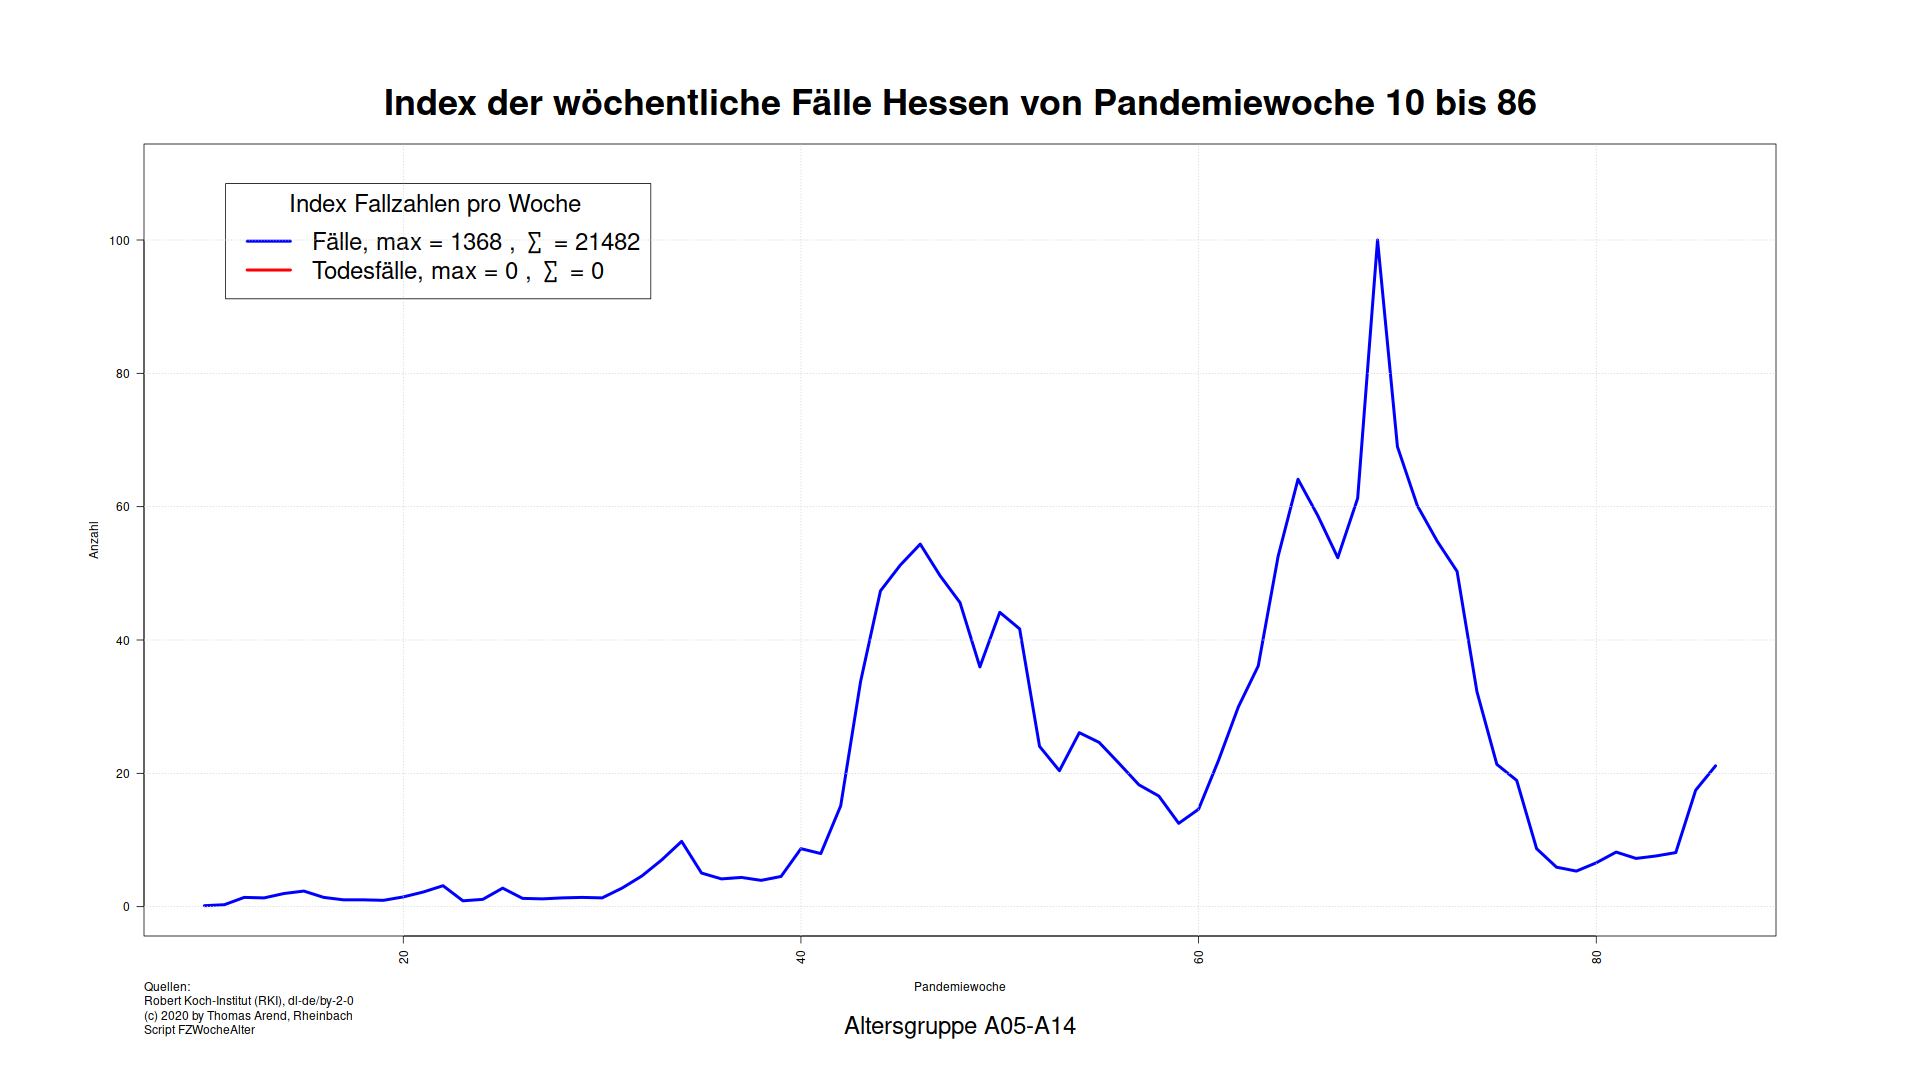 Index der wöchentliche Fälle Hessen von Pandemiewoche 10 bis 86
Index Fallzahlen pro Woche
Fälle, max = 1368 , ∑ = 21482
Todesfälle, max = 0 , ∑ = 0
100
80
60
40
20
0
Anzahl
20
40
60
80
Pandemiewoche
Quellen:
Robert Koch-Institut (RKI), dl-de/by-2-0
(c) 2020 by Thomas Arend, Rheinbach
Script FZWocheAlter
Altersgruppe A05-A14